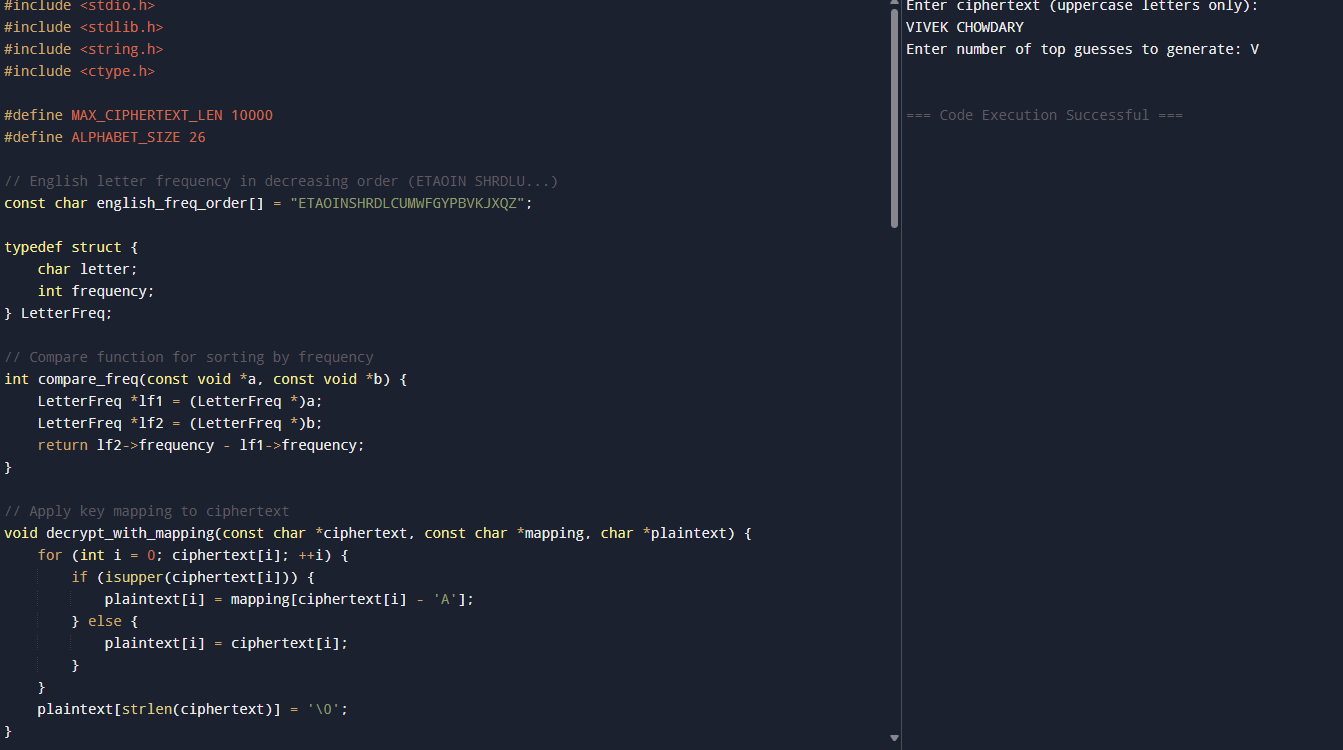 #include <stdio.h>
#include <stdlib.h>
#include <string.h>
#include <ctype.h>

#define MAX_CIPHERTEXT_LEN 10000
#define ALPHABET_SIZE 26

// English letter frequency in decreasing order (ETAOIN SHRDLU...)
const char english_freq_order[] = "ETAOINSHRDLCUMWFGYPBVKJXQZ";

typedef struct {
    char letter;
    int frequency;
} LetterFreq;

// Compare function for sorting by frequency
int compare_freq(const void *a, const void *b) {
    LetterFreq *lf1 = (LetterFreq *)a;
    LetterFreq *lf2 = (LetterFreq *)b;
    return lf2->frequency - lf1->frequency;
}

// Apply key mapping to ciphertext
void decrypt_with_mapping(const char *ciphertext, const char *mapping, char *plaintext) {
    for (int i = 0; ciphertext[i]; ++i) {
        if (isupper(ciphertext[i])) {
            plaintext[i] = mapping[ciphertext[i] - 'A'];
        } else {
            plaintext[i] = ciphertext[i];
        }
    }
    plaintext[strlen(ciphertext)] = '\0';
}
Enter ciphertext (uppercase letters only):
VIVEK CHOWDARY
Enter number of top guesses to generate: V

=== Code Execution Successful ===